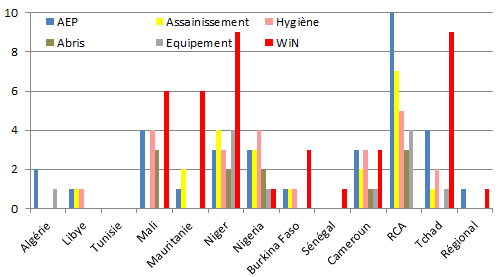 10
AEP Assainissement Hygiène
Abris Equipement WiN
8
6
4
2
0
Algérie Libye Tunisie Mali Mauritanie Niger Nigeria Burkina Faso Sénégal Cameroun RCA Tchad Régional